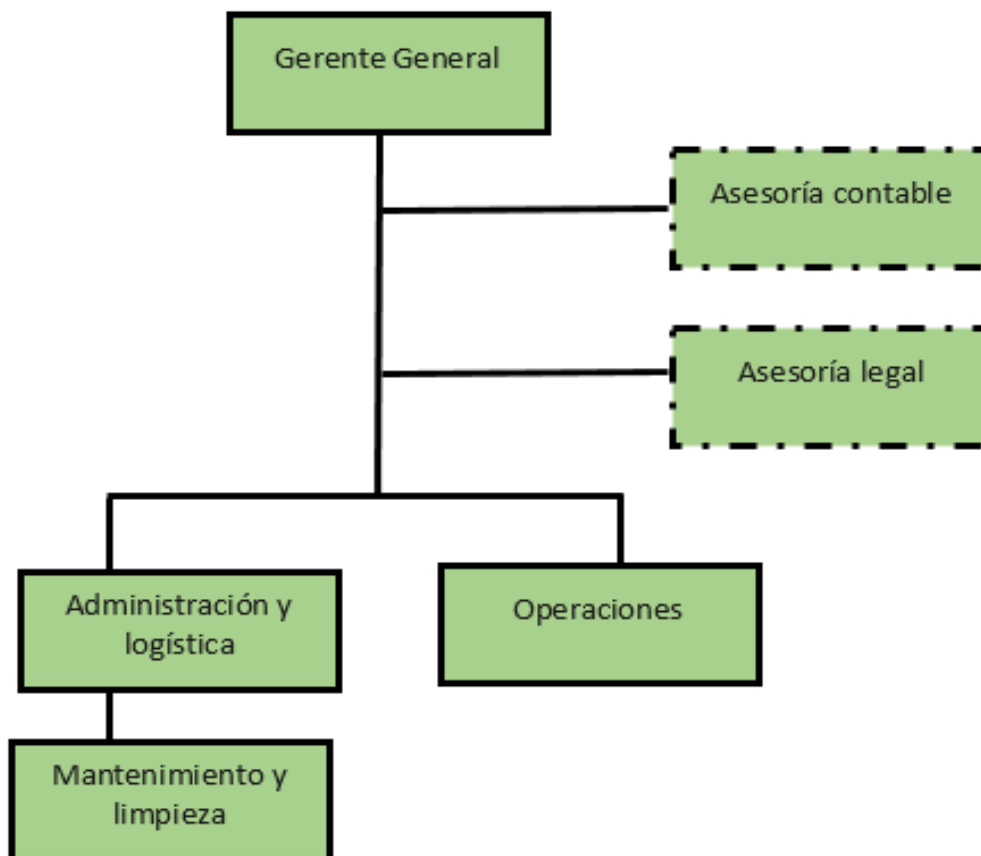 Gerente General
Asesoría contable
Asesoría legal
Administración y
logística
Operaciones
Mantenimiento y
limpieza